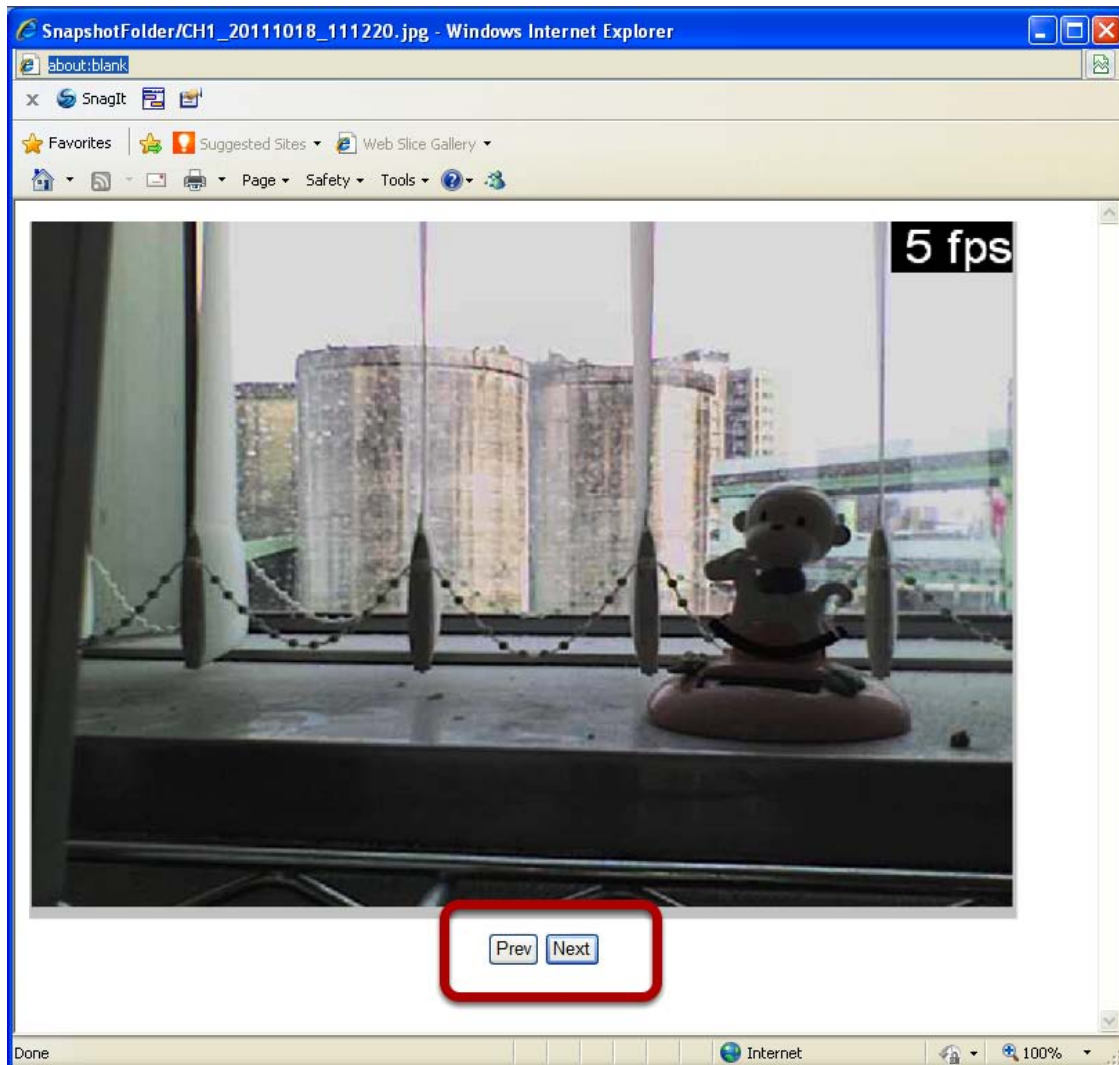 SnapshotFolder/CH1_20111018_111220.jpg - Windows Internet Explorer
about:blank
x SnagIt
Favorites Suggested Sites Web Slice Gallery
Page Safety Tools
5 fps
Prev Next
Done Internet 100%